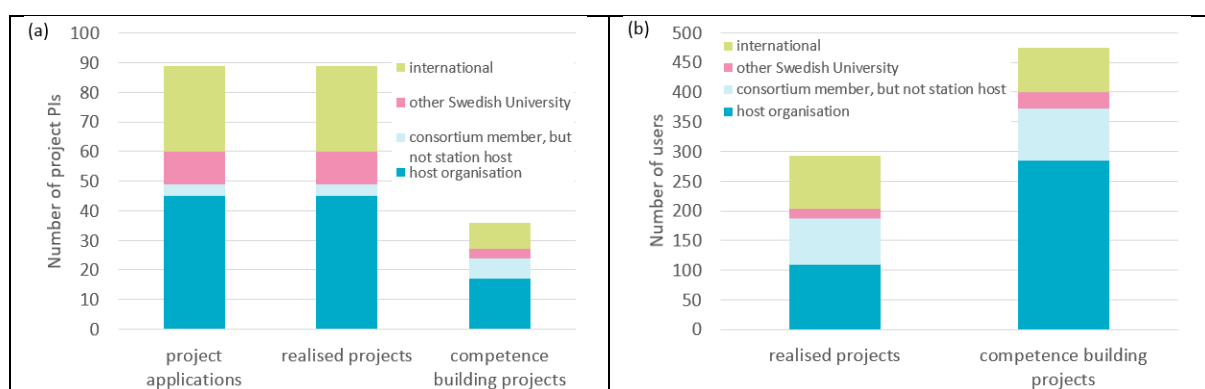 (a)
Number of project PIs
100
90
80
70
60
50
40
30
20
10
0
international
other Swedish University
consortium member, but
not station host
host organisation
project
applications
realised projects
competence
building projects
(b)
Number of users
500
450
400
350
300
250
200
150
100
50
0
international
other Swedish University
consortium member, but not station host
host organisation
realised projects
competence building
projects